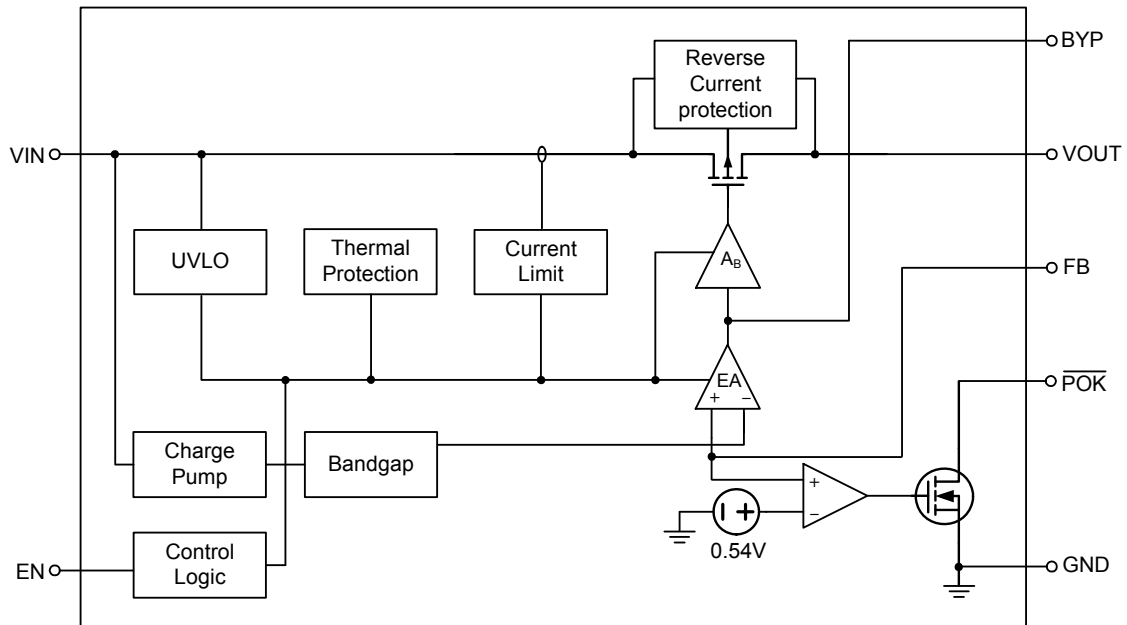 BYP
Reverse
Current
protection
VIN
VOUT
UVLO
Thermal
Protection
Current
Limit
AB
FB
EA
+ −
POK
Charge
Pump
Bandgap
+
−
0.54V
EN
Control
Logic
GND